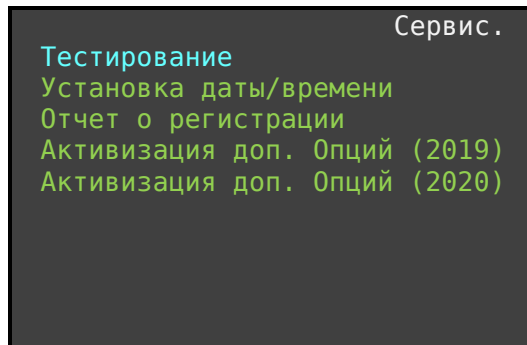 Сервис.
Тестирование
Установка даты/времени
Отчет о регистрации
Активизация доп. Опций (2019)
Активизация доп. Опций (2020)